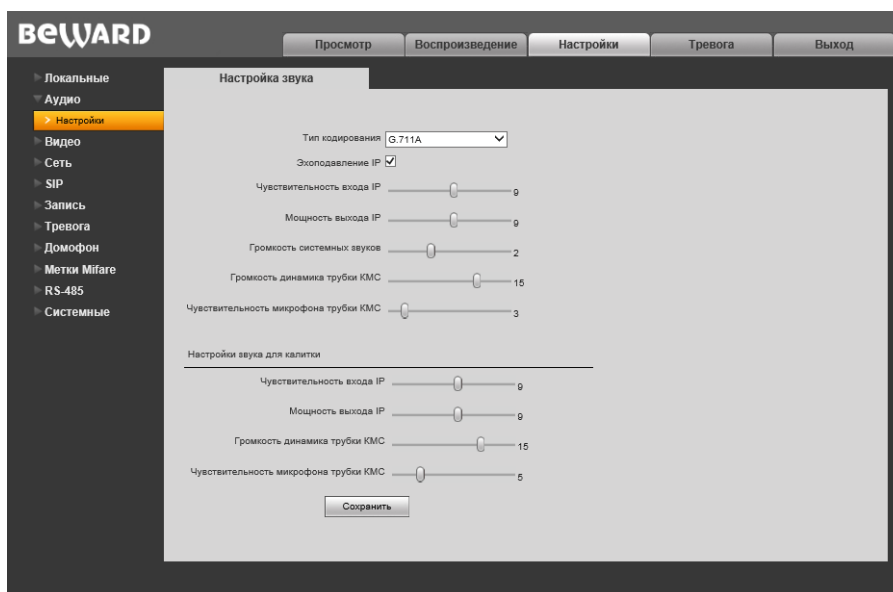 BEWARD
Просмотр Воспроизведение Настройки Тревога Выход
Локальные
Аудио
> Настройки
Видео
Сеть
SIP
Запись
Тревога
Домофон
Метки Mifare
RS-485
Системные
Настройка звука
Тип кодирования G.711A
Эхоподавление IP
Чувствительность входа IP 9
Мощность выхода IP 9
Громкость системных звуков 2
Громкость динамика трубки КМС 15
Чувствительность микрофона трубки КМС 3
Настройки звука для калитки
Чувствительность входа IP 9
Мощность выхода IP 9
Громкость динамика трубки КМС 15
Чувствительность микрофона трубки КМС 5
Сохранить